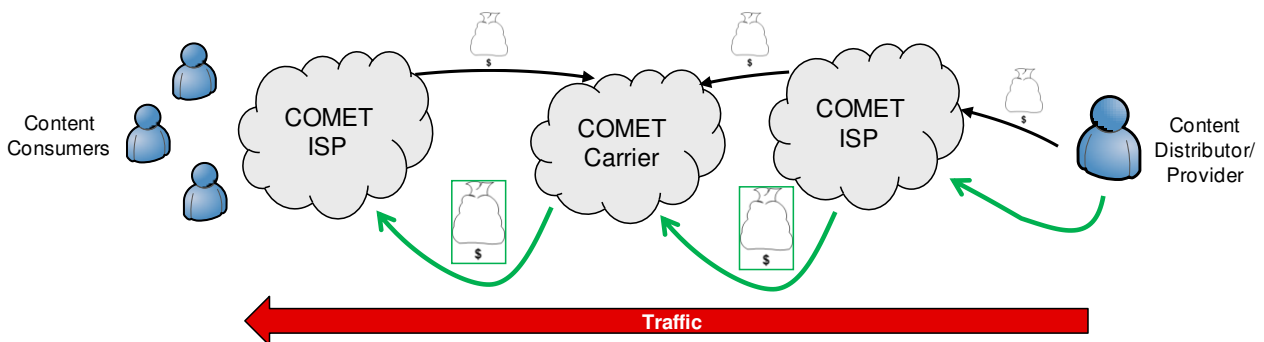 $
$
$
Content
Consumers
COMET
ISP
COMET
Carrier
COMET
ISP
Content
Distributor/
Provider
$
$
Traffic